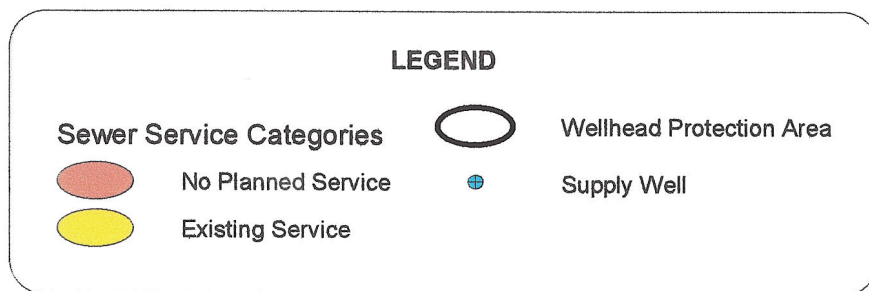 LEGEND
Sewer Service Categories
No Planned Service
Existing Service
Wellhead Protection Area
Supply Well